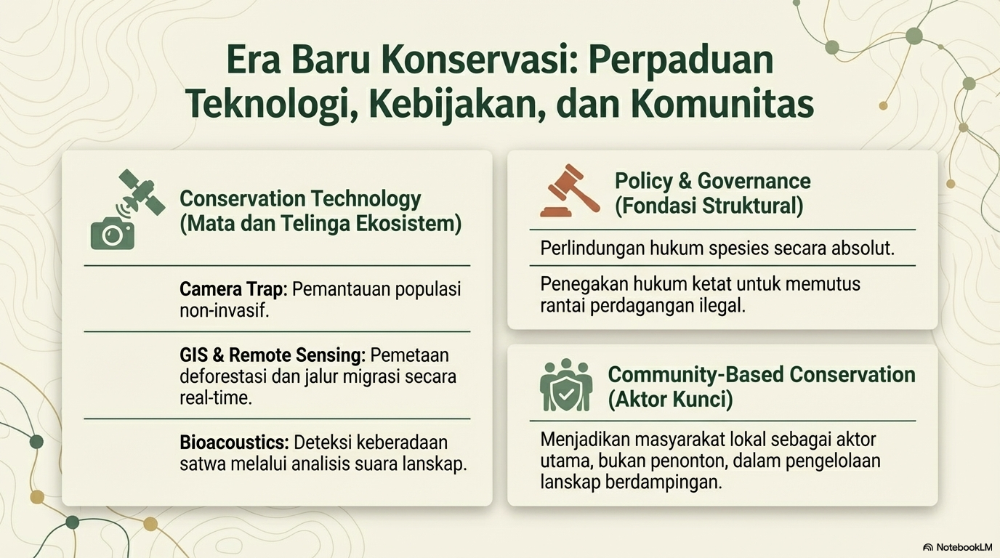 Era Baru Konservasi: Perpaduan
Teknologi, Kebijakan, dan Komunitas
Conservation Technology
(Mata dan Telinga Ekosistem)
Camera Trap: Pemantauan populasi
non-invasif.
GIS & Remote Sensing: Pemetaan
deforestasi dan jalur migrasi secara
real-time.
Bioacoustics: Deteksi keberadaan
satwa melalui analisis suara lanskap.
Policy & Governance
(Fondasi Struktural)
Perlindungan hukum spesies secara absolut.
Penegakan hukum ketat untuk memutus
rantai perdagangan ilegal.
Community-Based Conservation
(Aktor Kunci)
Menjadikan masyarakat lokal sebagai aktor
utama, bukan penonton, dalam pengelolaan
lanskap berdampingan.
NotebookLM